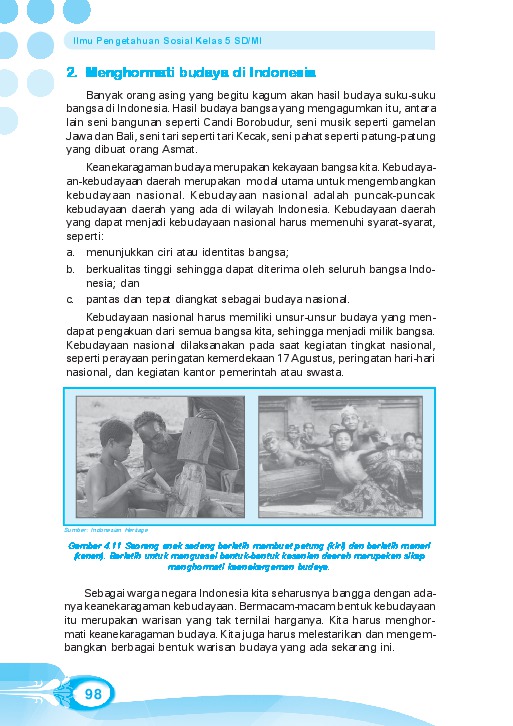 Ilmu Pengetahuan Sosial Kelas 5 SD/MI
2. Menghormati budaya di Indonesia
Banyak orang asing yang begitu kagum akan hasil budaya suku-suku
bangsa di Indonesia. Hasil budaya bangsa yang mengagumkan itu, antara
lain seni bangunan seperti Candi Borobudur, seni musik seperti gamelan
Jawa dan Bali, seni tari seperti tari Kecak, seni pahat seperti patung-patung
yang dibuat orang Asmat.
Keanekaragaman budaya merupakan kekayaan bangsa kita. Kebudaya-
an-kebudayaan daerah merupakan modal utama untuk mengembangkan
kebudayaan nasional. Kebudayaan nasional adalah puncak-puncak
kebudayaan daerah yang ada di wilayah Indonesia. Kebudayaan daerah
yang dapat menjadi kebudayaan nasional harus memenuhi syarat-syarat,
seperti:
a. menunjukkan ciri atau identitas bangsa;
b. berkualitas tinggi sehingga dapat diterima oleh seluruh bangsa Indo-
nesia; dan
c. pantas dan tepat diangkat sebagai budaya nasional.
Kebudayaan nasional harus memiliki unsur-unsur budaya yang men-
dapat pengakuan dari semua bangsa kita, sehingga menjadi milik bangsa.
Kebudayaan nasional dilaksanakan pada saat kegiatan tingkat nasional,
seperti perayaan peringatan kemerdekaan 17 Agustus, peringatan hari-hari
nasional, dan kegiatan kantor pemerintah atau swasta.
Sumber: Indonesian Heritage
Gambar 4.11 Seorang anak sedang berlatih membuat patung (kiri) dan berlatih menari
(kanan). Berlatih untuk menguasai bentuk-bentuk kesenian daerah merupakan sikap
menghormati keanekaragaman budaya.
Sebagai warga negara Indonesia kita seharusnya bangga dengan ada-
nya keanekaragaman kebudayaan. Bermacam-macam bentuk kebudayaan
itu merupakan warisan yang tak ternilai harganya. Kita harus menghor-
mati keanekaragaman budaya. Kita juga harus melestarikan dan mengem-
bangkan berbagai bentuk warisan budaya yang ada sekarang ini.
98